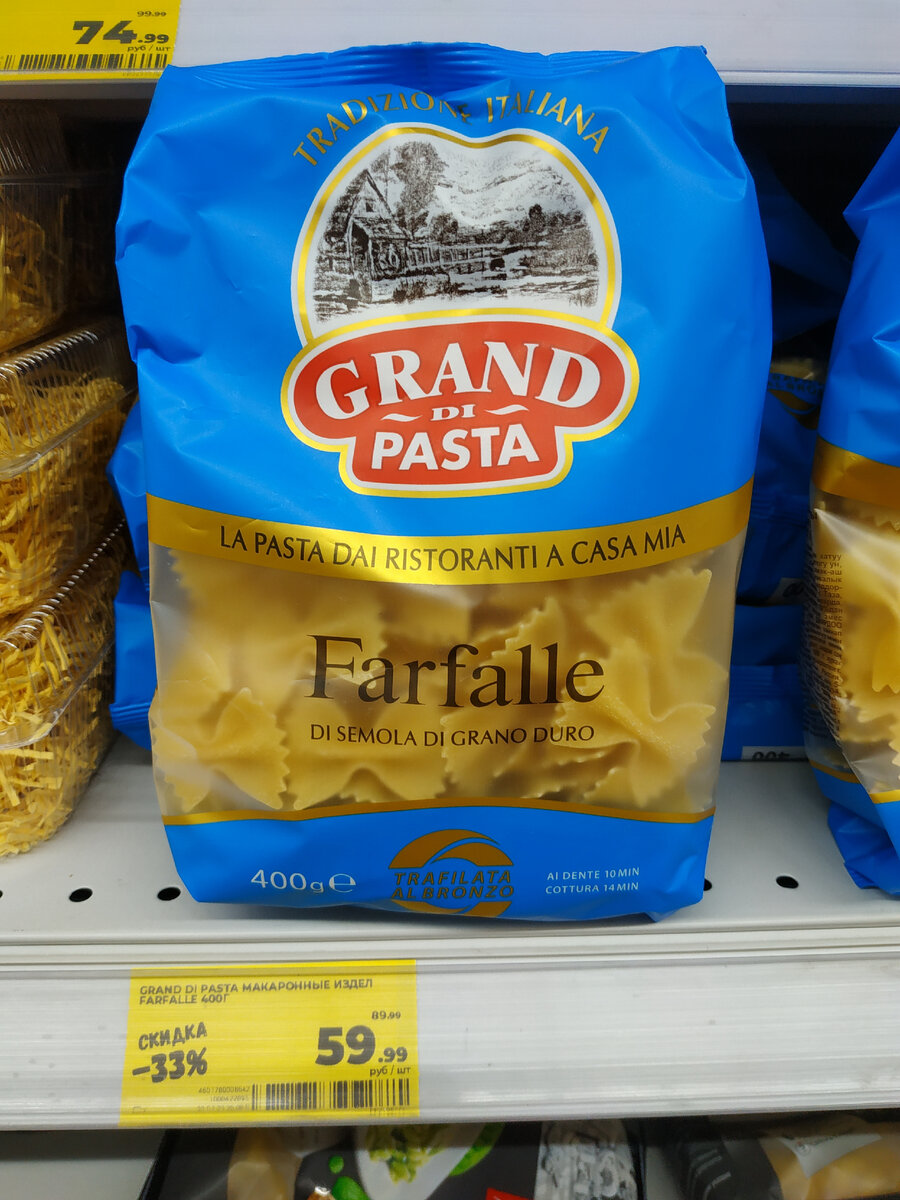 99.99
74.99
руб / шт
TRADIZIONE ITALIANA
GRAND
DI
PASTA
LA PASTA DAI RISTORANTI A CASA MIA
Farfalle
DI SEMOLA DI GRANO DURO
400g e
TRAFILATA
AL BRONZO
Al DENTE 10 MIN
COTTURA 14 MIN
GRAND DI PASTA МАКАРОННЫЕ ИЗДЕЛ
FARFALLE 400Г
89.99
СКИДКА
-33%
59.99
руб / шт
4607780008642